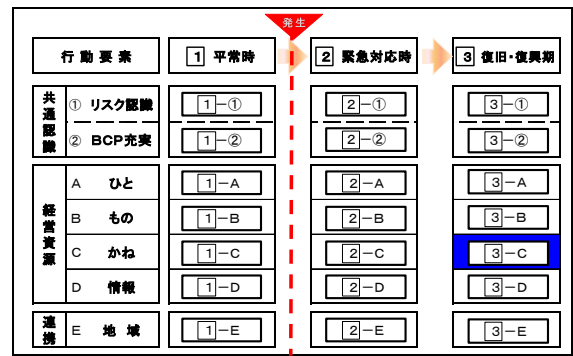 発生
行動要素 1 平常時 2 緊急対応時 3 復旧・復興期
共通認識
① リスク認識 1-① 2-① 3-①
② BCP充実 1-② 2-② 3-②
経営資源
A ひと 1-A 2-A 3-A
B もの 1-B 2-B 3-B
C かね 1-C 2-C 3-C
D 情報 1-D 2-D 3-D
連携
E 地域 1-E 2-E 3-E